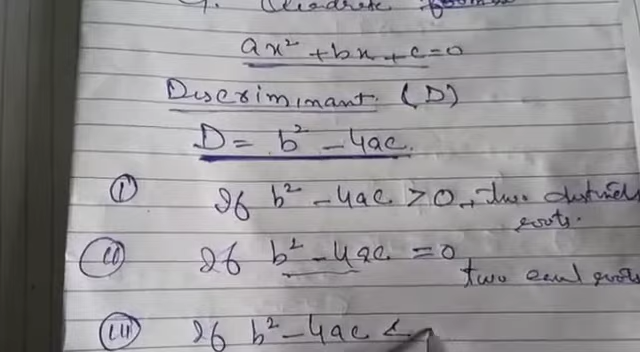 ax² + bx + c = 0
Discriminant (D)
D = b² - 4ac.
(i) If b² - 4ac > 0, two distinct
roots.
(ii) If b² - 4ac = 0
two equal roots
(iii) If b² - 4ac <